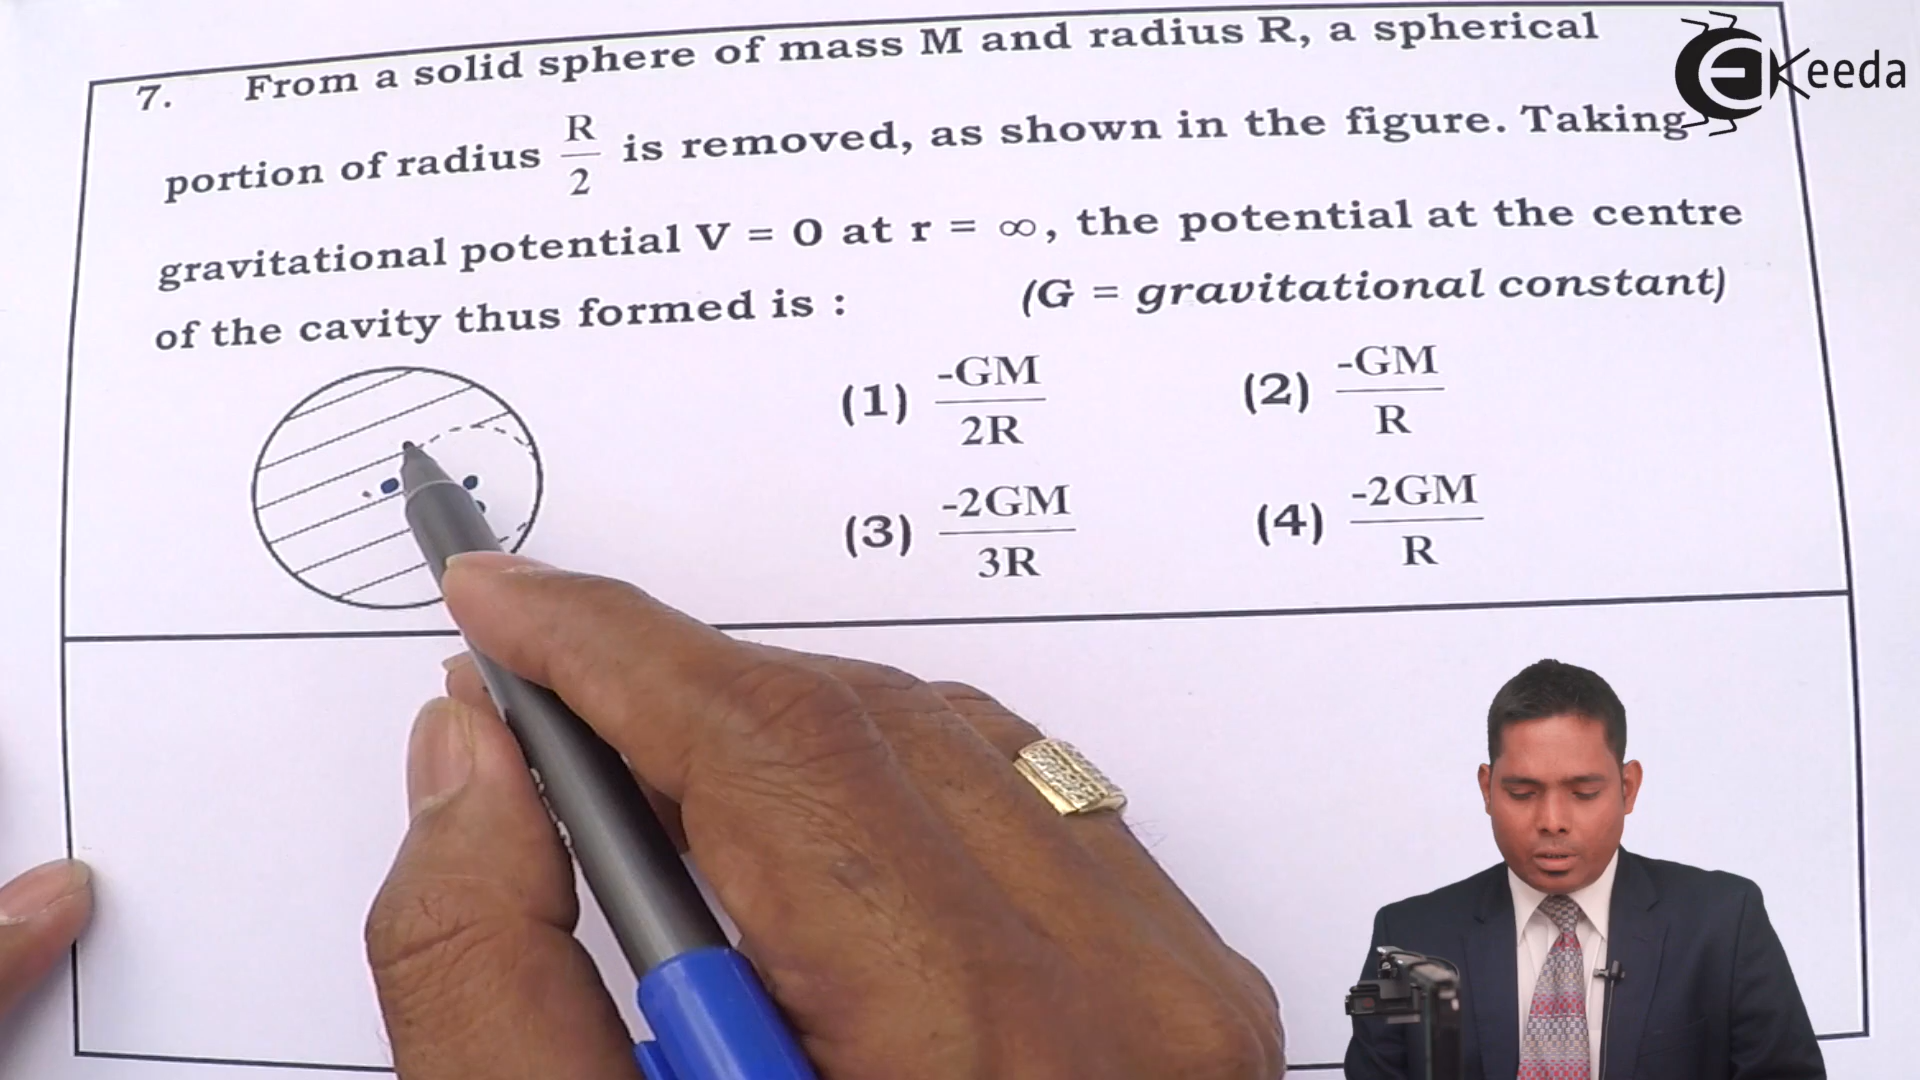 7. From a solid sphere of mass M and radius R, a spherical
portion of radius R/2 is removed, as shown in the figure. Taking
gravitational potential V = 0 at r = ∞, the potential at the centre
of the cavity thus formed is : (G = gravitational constant)
(1) -GM/2R (2) -GM/R
(3) -2GM/3R (4) -2GM/R
EKeeda